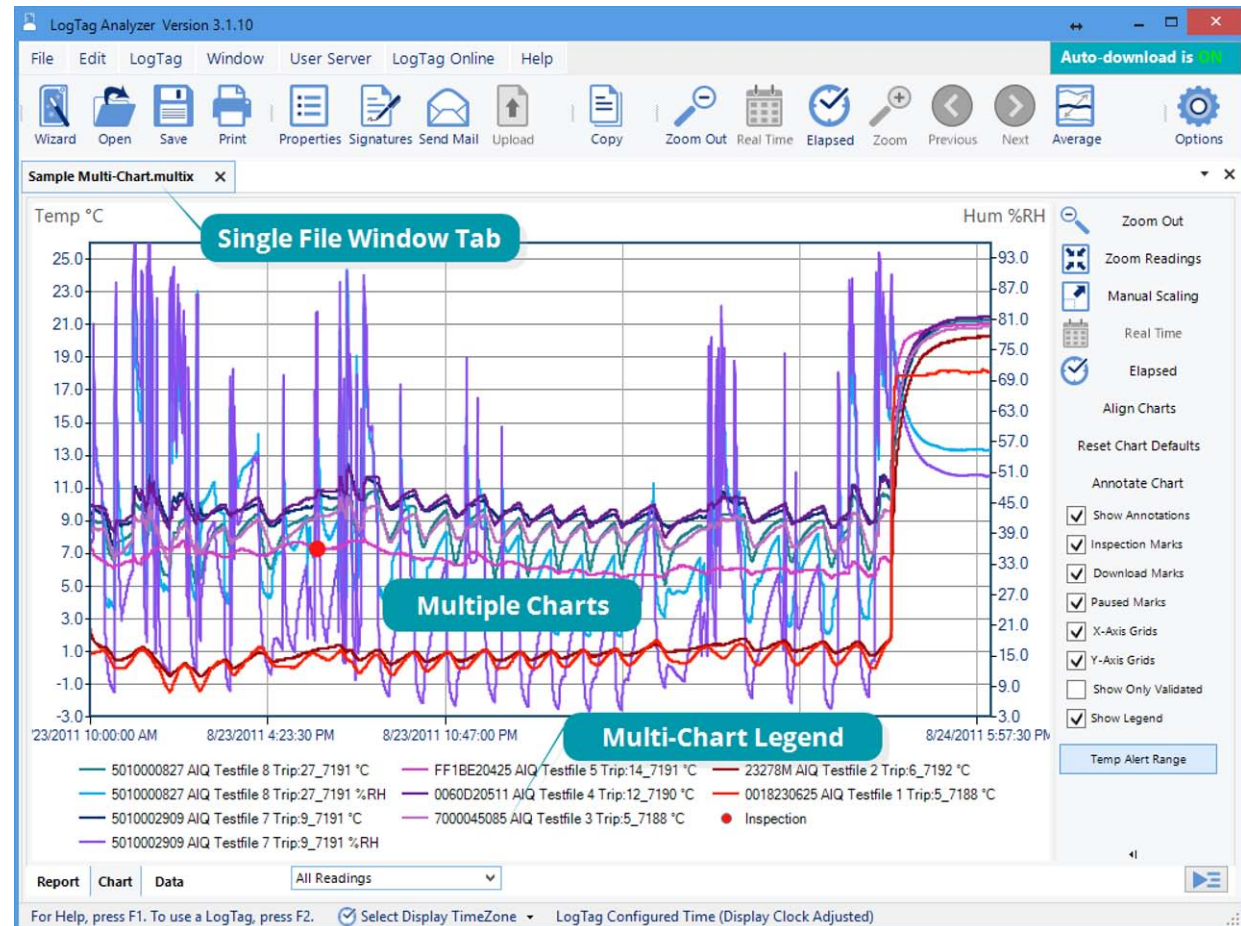 LogTag Analyzer Version 3.1.10
File Edit LogTag Window User Server LogTag Online Help Auto-download is ON
Wizard Open Save Print Properties Signatures Send Mail Upload Copy Zoom Out Real Time Elapsed Zoom Previous Next Average Options
Sample Multi-Chart.multix X
Temp °C Hum %RH
Single File Window Tab
25.0
23.0
21.0
19.0
17.0
15.0
13.0
11.0
9.0
7.0
5.0
3.0
1.0
-1.0
-3.0
93.0
87.0
81.0
75.0
69.0
63.0
57.0
51.0
45.0
39.0
33.0
27.0
21.0
15.0
9.0
3.0
Multiple Charts
Multi-Chart Legend
'23/2011 10:00:00 AM 8/23/2011 4:23:30 PM 8/23/2011 10:47:00 PM 8/24/2011 5:57:30 PM
5010000827 AIQ Testfile 8 Trip:27_7191 °C FF1BE20425 AIQ Testfile 5 Trip:14_7191 °C 23278M AIQ Testfile 2 Trip:6_7192 °C
5010000827 AIQ Testfile 8 Trip:27_7191 %RH 0060D20511 AIQ Testfile 4 Trip:12_7190 °C 0018230625 AIQ Testfile 1 Trip:5_7188 °C
5010002909 AIQ Testfile 7 Trip:9_7191 °C 7000045085 AIQ Testfile 3 Trip:5_7188 °C Inspection
5010002909 AIQ Testfile 7 Trip:9_7191 %RH
Zoom Out
Zoom Readings
Manual Scaling
Real Time
Elapsed
Align Charts
Reset Chart Defaults
Annotate Chart
Show Annotations
Inspection Marks
Download Marks
Paused Marks
X-Axis Grids
Y-Axis Grids
Show Only Validated
Show Legend
Temp Alert Range
Report Chart Data All Readings
For Help, press F1. To use a LogTag, press F2. Select Display TimeZone LogTag Configured Time (Display Clock Adjusted)